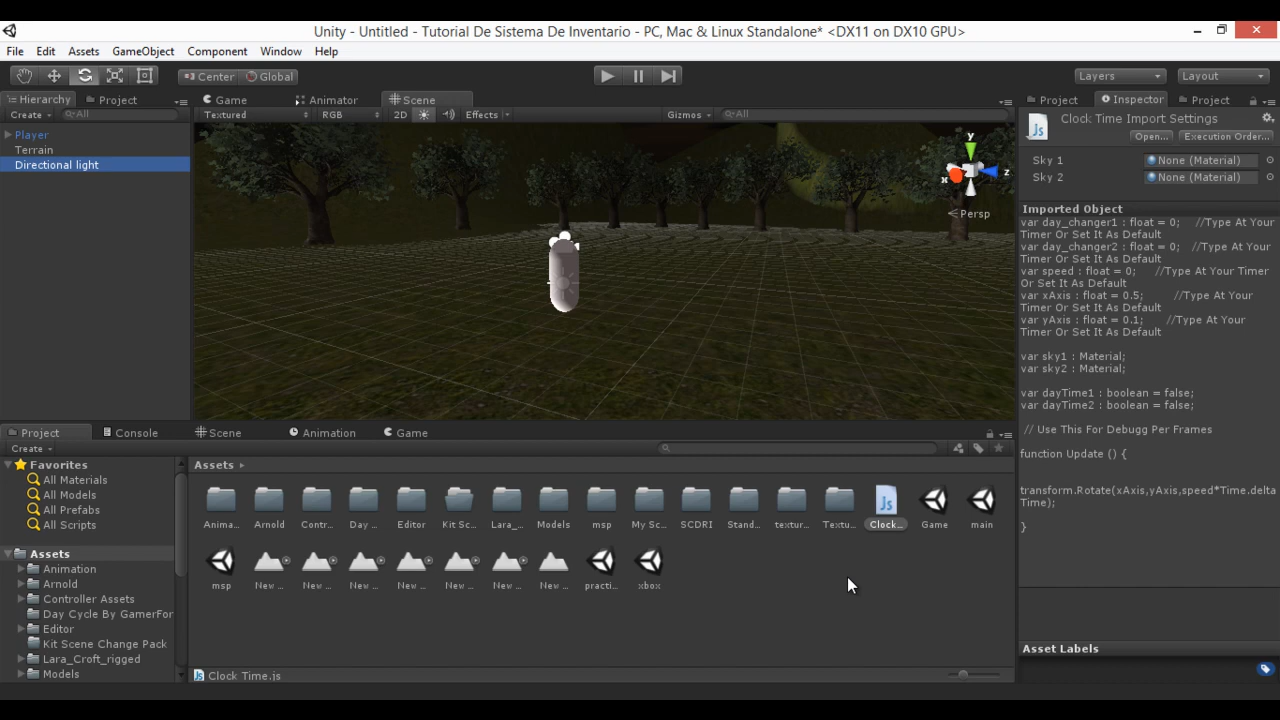 Unity - Untitled - Tutorial De Sistema De Inventario - PC, Mac & Linux Standalone* <DX11 on DX10 GPU>
File Edit Assets GameObject Component Window Help
Center Global Layers Layout
Hierarchy Project Game Animator Scene Project Inspector Project
Create All Textured RGB 2D Effects Gizmos All
Clock Time Import Settings
Open... Execution Order...
Player
Terrain
Directional light
y
x z
Persp
Js
Sky 1 None (Material)
Sky 2 None (Material)
Imported Object
var day_changer1 : float = 0; //Type At Your
Timer Or Set It As Default
var day_changer2 : float = 0; //Type At Your
Timer Or Set It As Default
var speed : float = 0; //Type At Your Timer
Or Set It As Default
var xAxis : float = 0.5; //Type At Your
Timer Or Set It As Default
var yAxis : float = 0.1; //Type At Your
Timer Or Set It As Default
var sky1 : Material;
var sky2 : Material;
var dayTime1 : boolean = false;
var dayTime2 : boolean = false;
// Use This For Debugg Per Frames
function Update () {
transform.Rotate(xAxis,yAxis,speed*Time.delta
Time);
}
Asset Labels
Project Console Scene Animation Game
Create
Favorites
All Materials
All Models
All Prefabs
All Scripts
Assets
Animation
Arnold
Controller Assets
Day Cycle By GamerFor
Editor
Kit Scene Change Pack
Lara_Croft_rigged
Models
Assets
Js
Anima... Arnold Contr... Day ... Editor Kit Sc... Lara_... Models msp My Sc... SCDRI Stand... textur... Textu... Clock... Game main
msp New ... New ... New ... New ... New ... New ... New ... practi... xbox
Js Clock Time.js